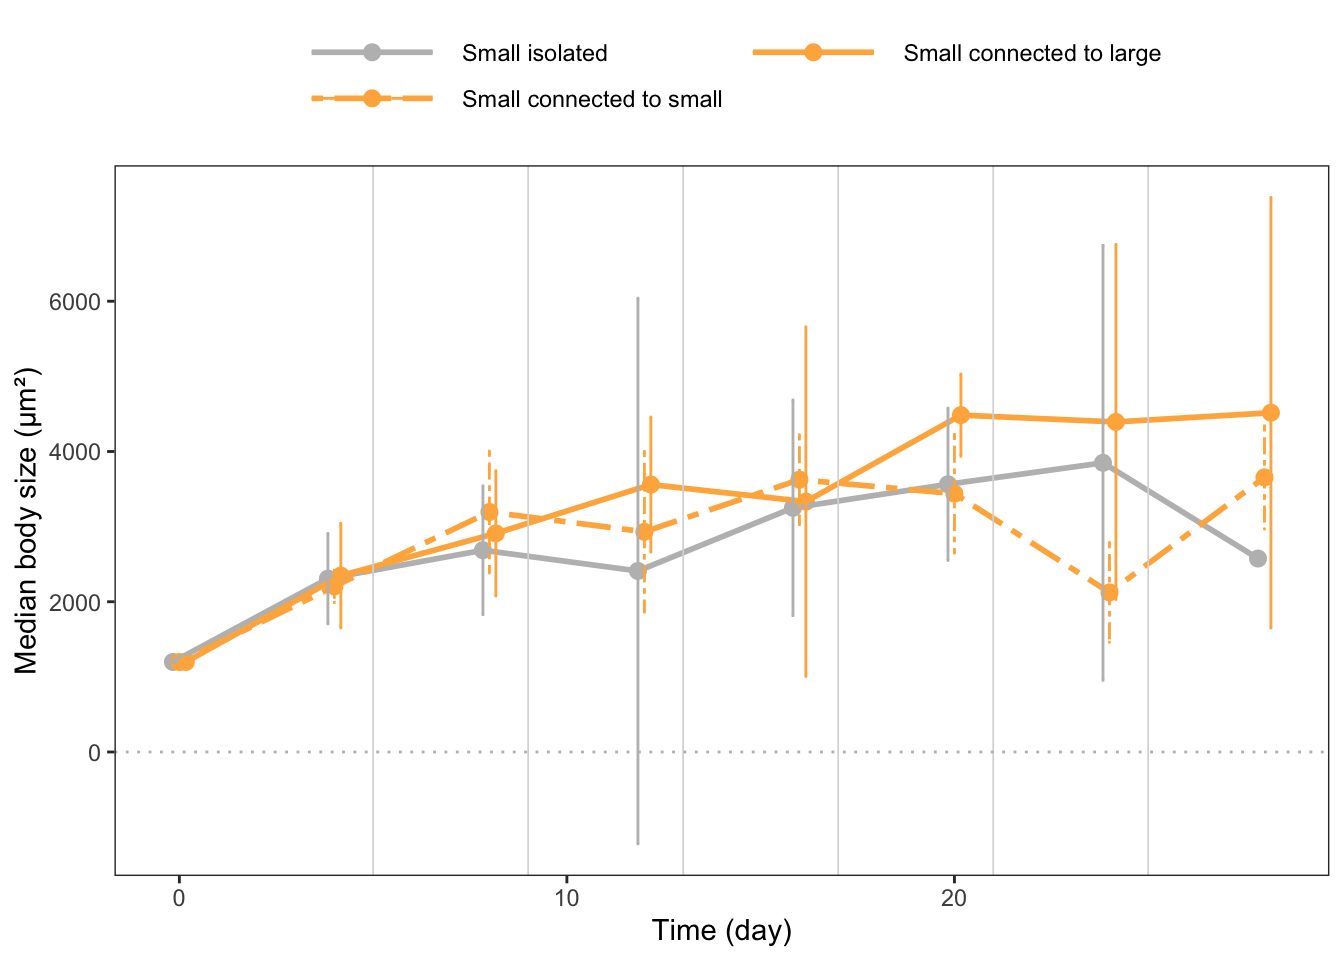 Small isolated
Small connected to large
Small connected to small
Median body size (µm²)
6000
4000
2000
0
0
10
20
Time (day)